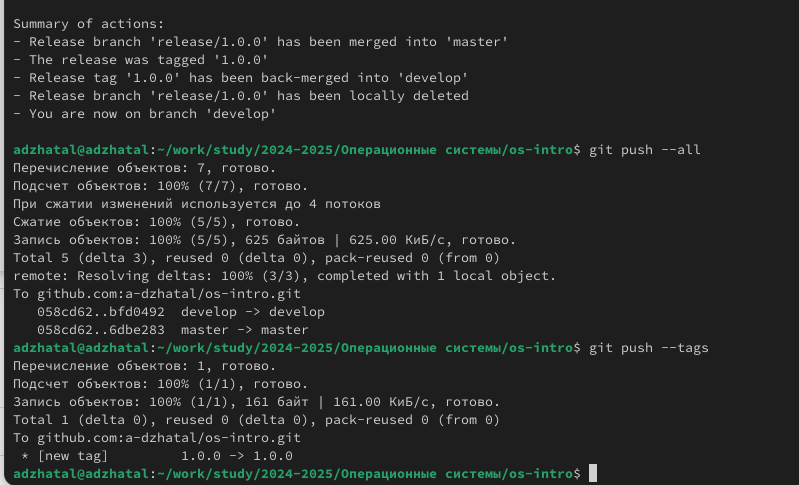 Summary of actions:
- Release branch 'release/1.0.0' has been merged into 'master'
- The release was tagged '1.0.0'
- Release tag '1.0.0' has been back-merged into 'develop'
- Release branch 'release/1.0.0' has been locally deleted
- You are now on branch 'develop'
adzhatal@adzhatal:~/work/study/2024-2025/Операционные системы/os-intro$ git push --all
Перечисление объектов: 7, готово.
Подсчет объектов: 100% (7/7), готово.
При сжатии изменений используется до 4 потоков
Сжатие объектов: 100% (5/5), готово.
Запись объектов: 100% (5/5), 625 байтов | 625.00 КиБ/с, готово.
Total 5 (delta 3), reused 0 (delta 0), pack-reused 0 (from 0)
remote: Resolving deltas: 100% (3/3), completed with 1 local object.
To github.com:a-dzhatal/os-intro.git
   058cd62..bfd0492  develop -> develop
   058cd62..6dbe283  master -> master
adzhatal@adzhatal:~/work/study/2024-2025/Операционные системы/os-intro$ git push --tags
Перечисление объектов: 1, готово.
Подсчет объектов: 100% (1/1), готово.
Запись объектов: 100% (1/1), 161 байт | 161.00 КиБ/с, готово.
Total 1 (delta 0), reused 0 (delta 0), pack-reused 0 (from 0)
To github.com:a-dzhatal/os-intro.git
 * [new tag]         1.0.0 -> 1.0.0
adzhatal@adzhatal:~/work/study/2024-2025/Операционные системы/os-intro$